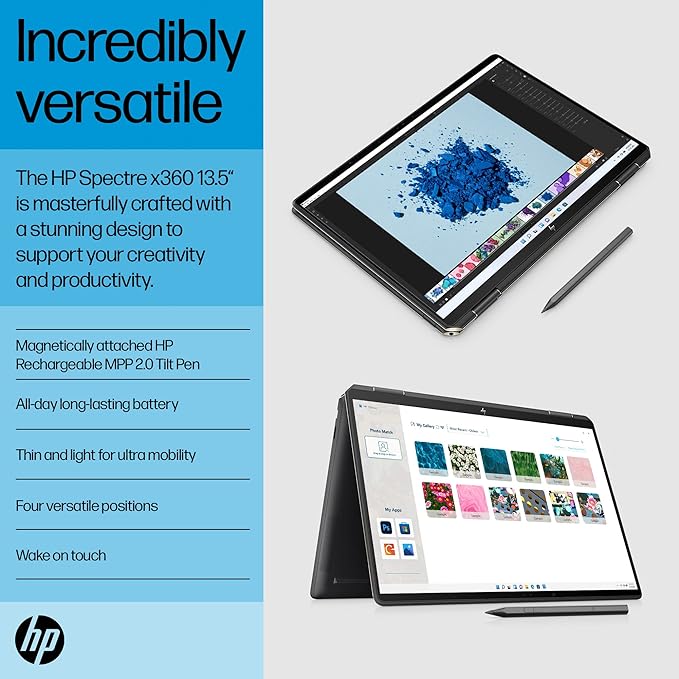 Incredibly
versatile
The HP Spectre x360 13.5“
is masterfully crafted with
a stunning design to
support your creativity
and productivity.
Magnetically attached HP
Rechargeable MPP 2.0 Tilt Pen
All-day long-lasting battery
Thin and light for ultra mobility
Four versatile positions
Wake on touch
hp
Photo Match
My Gallery
My Apps
Ps